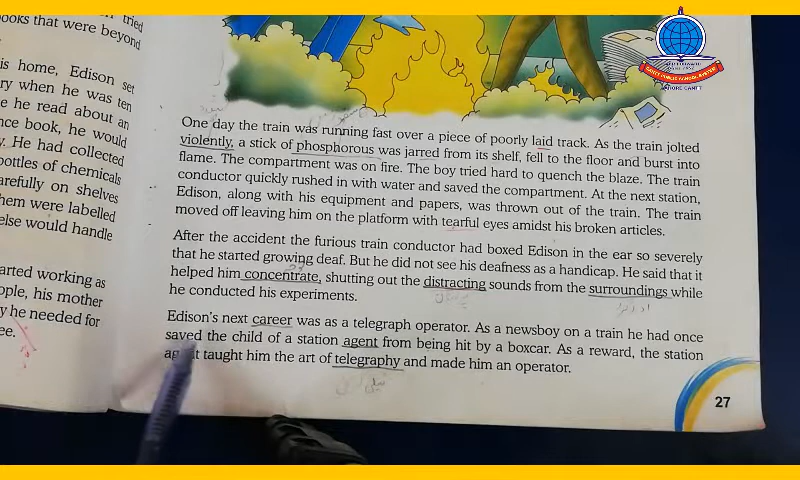 tried
ooks that were beyond
is home, Edison set
ry when he was ten
e he read about an
nce book, he would
y. He had collected
bottles of chemicals
arefully on shelves
hem were labelled
else would handle
arted working as
ople, his mother
y he needed for
ee.
One day the train was running fast over a piece of poorly laid track. As the train jolted
violently, a stick of phosphorous was jarred from its shelf, fell to the floor and burst into
flame. The compartment was on fire. The boy tried hard to quench the blaze. The train
conductor quickly rushed in with water and saved the compartment. At the next station,
Edison, along with his equipment and papers, was thrown out of the train. The train
moved off leaving him on the platform with tearful eyes amidst his broken articles.
After the accident the furious train conductor had boxed Edison in the ear so severely
that he started growing deaf. But he did not see his deafness as a handicap. He said that it
helped him concentrate, shutting out the distracting sounds from the surroundings while
he conducted his experiments.
Edison's next career was as a telegraph operator. As a newsboy on a train he had once
saved the child of a station agent from being hit by a boxcar. As a reward, the station
taught him the art of telegraphy and made him an operator.
27